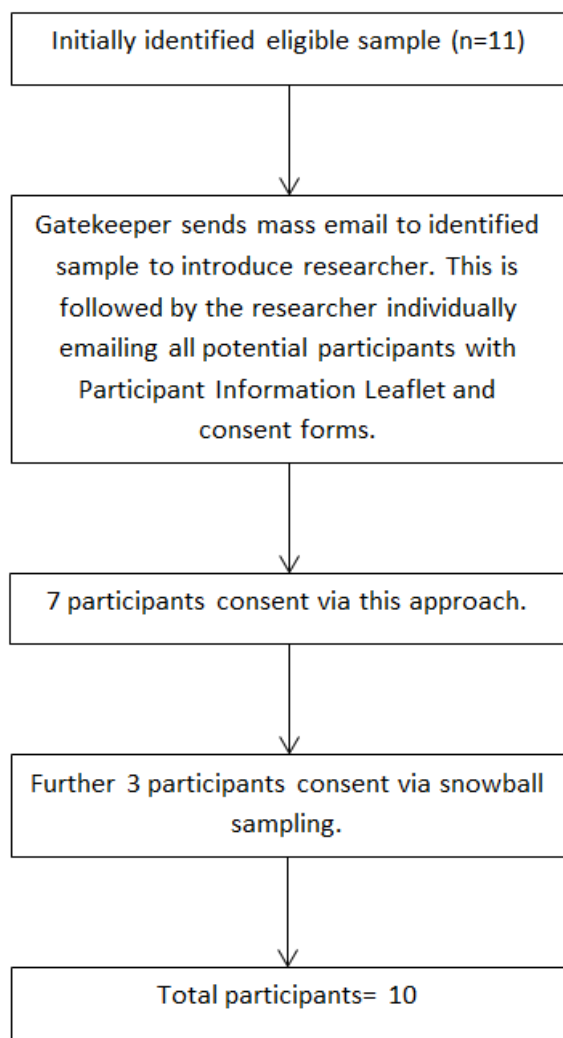 Initially identified eligible sample (n=11)
Gatekeeper sends mass email to identified
sample to introduce researcher. This is
followed by the researcher individually
emailing all potential participants with
Participant Information Leaflet and
consent forms.
7 participants consent via this approach.
Further 3 participants consent via snowball
sampling.
Total participants= 10